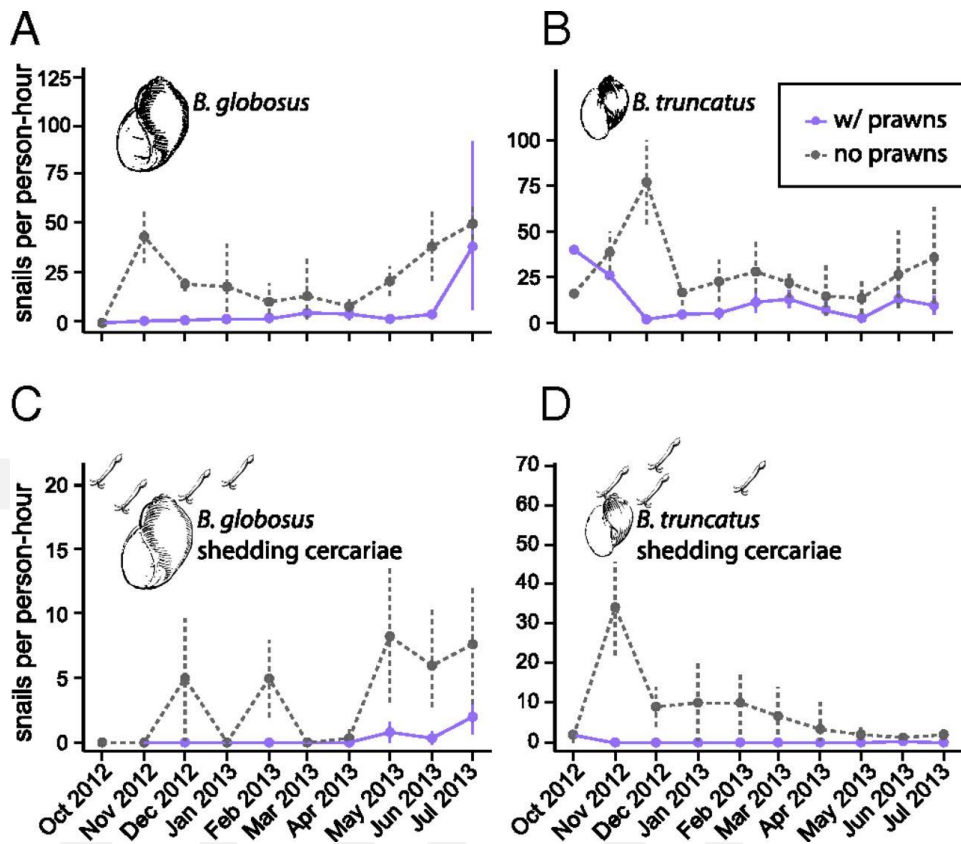 A
snails per person-hour
125
100
75
50
25
0
B. globosus
B
100
75
50
25
0
B. truncatus
w/ prawns
no prawns
C
snails per person-hour
20
15
10
5
0
B. globosus
shedding cercariae
Oct 2012
Nov 2012
Dec 2012
Jan 2013
Feb 2013
Mar 2013
Apr 2013
May 2013
Jun 2013
Jul 2013
D
70
60
50
40
30
20
10
0
B. truncatus
shedding cercariae
Oct 2012
Nov 2012
Dec 2012
Jan 2013
Feb 2013
Mar 2013
Apr 2013
May 2013
Jun 2013
Jul 2013